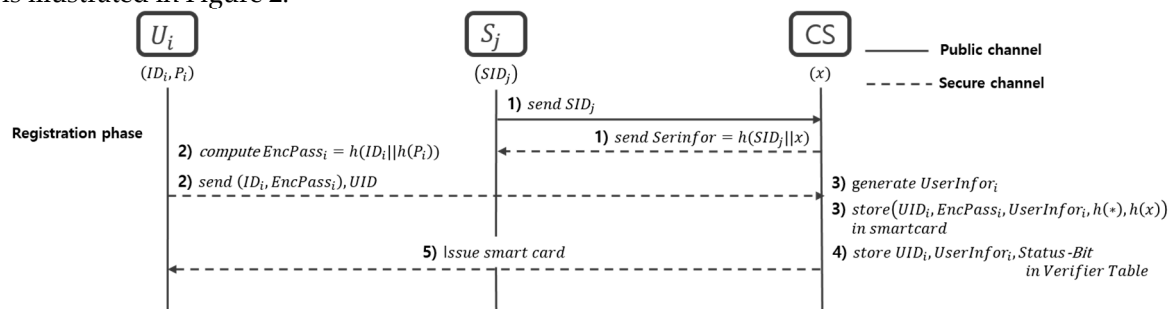 is illustrated in Figure 2.
U_i
S_j
CS
Public channel
(ID_i, P_i)
(SID_j)
(x)
Secure channel
1) send SID_j
Registration phase
1) send Serinfor = h(SID_j||x)
2) compute EncPass_i = h(ID_i||h(P_i))
2) send (ID_i, EncPass_i), UID
3) generate UserInfor_i
3) store(UID_i, EncPass_i, UserInfor_i, h(*), h(x))
in smartcard
5) Issue smart card
4) store UID_i, UserInfor_i, Status-Bit
in Verifier Table